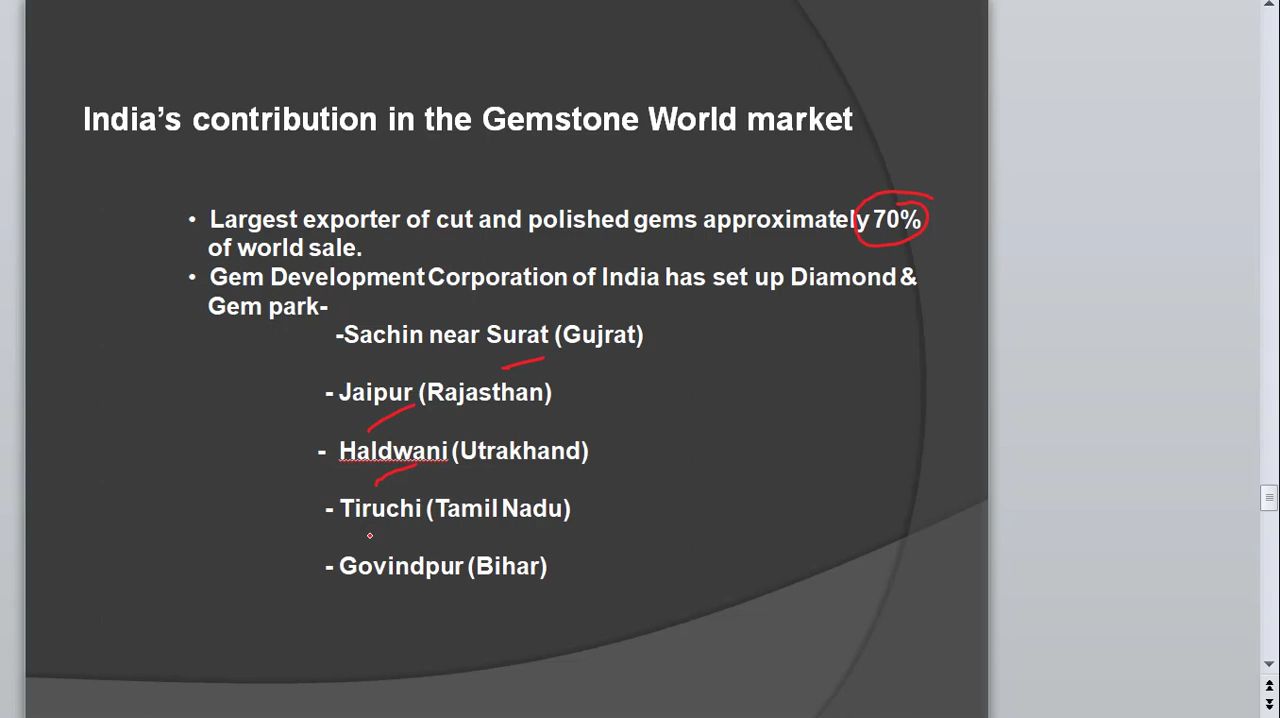 India’s contribution in the Gemstone World market
• Largest exporter of cut and polished gems approximately 70%
of world sale.
• Gem Development Corporation of India has set up Diamond &
Gem park-
-Sachin near Surat (Gujrat)
- Jaipur (Rajasthan)
- Haldwani (Utrakhand)
- Tiruchi (Tamil Nadu)
- Govindpur (Bihar)